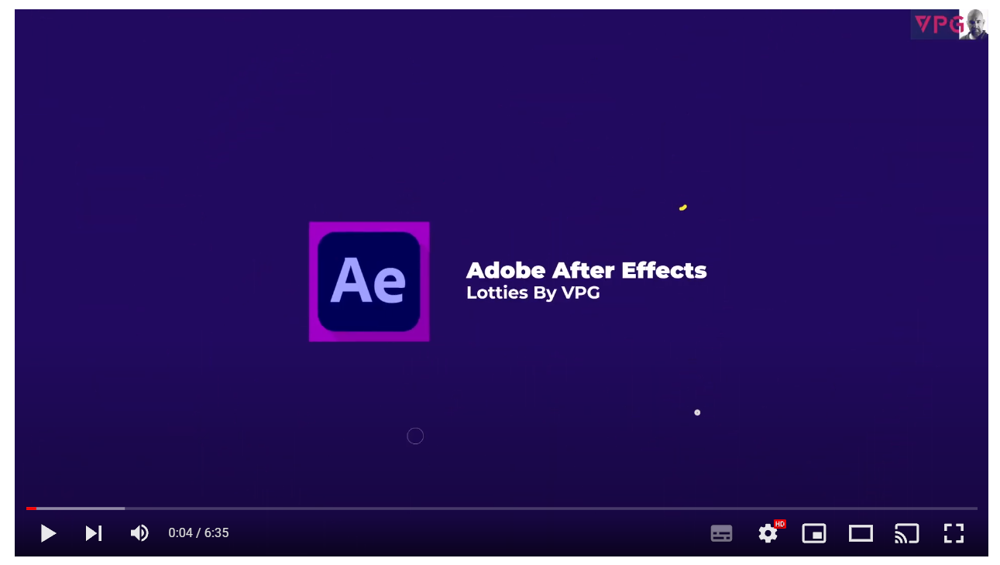 VPG
Ae
Adobe After Effects
Lotties By VPG
HD
0:04 / 6:35